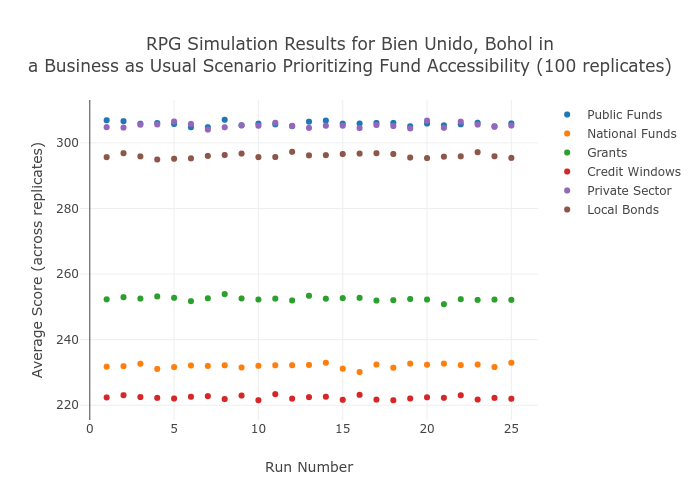 RPG Simulation Results for Bien Unido, Bohol in
a Business as Usual Scenario Prioritizing Fund Accessibility (100 replicates)
Public Funds
National Funds
Grants
Credit Windows
Private Sector
Local Bonds
Average Score (across replicates)
300
280
260
240
220
0
5
10
15
20
25
Run Number